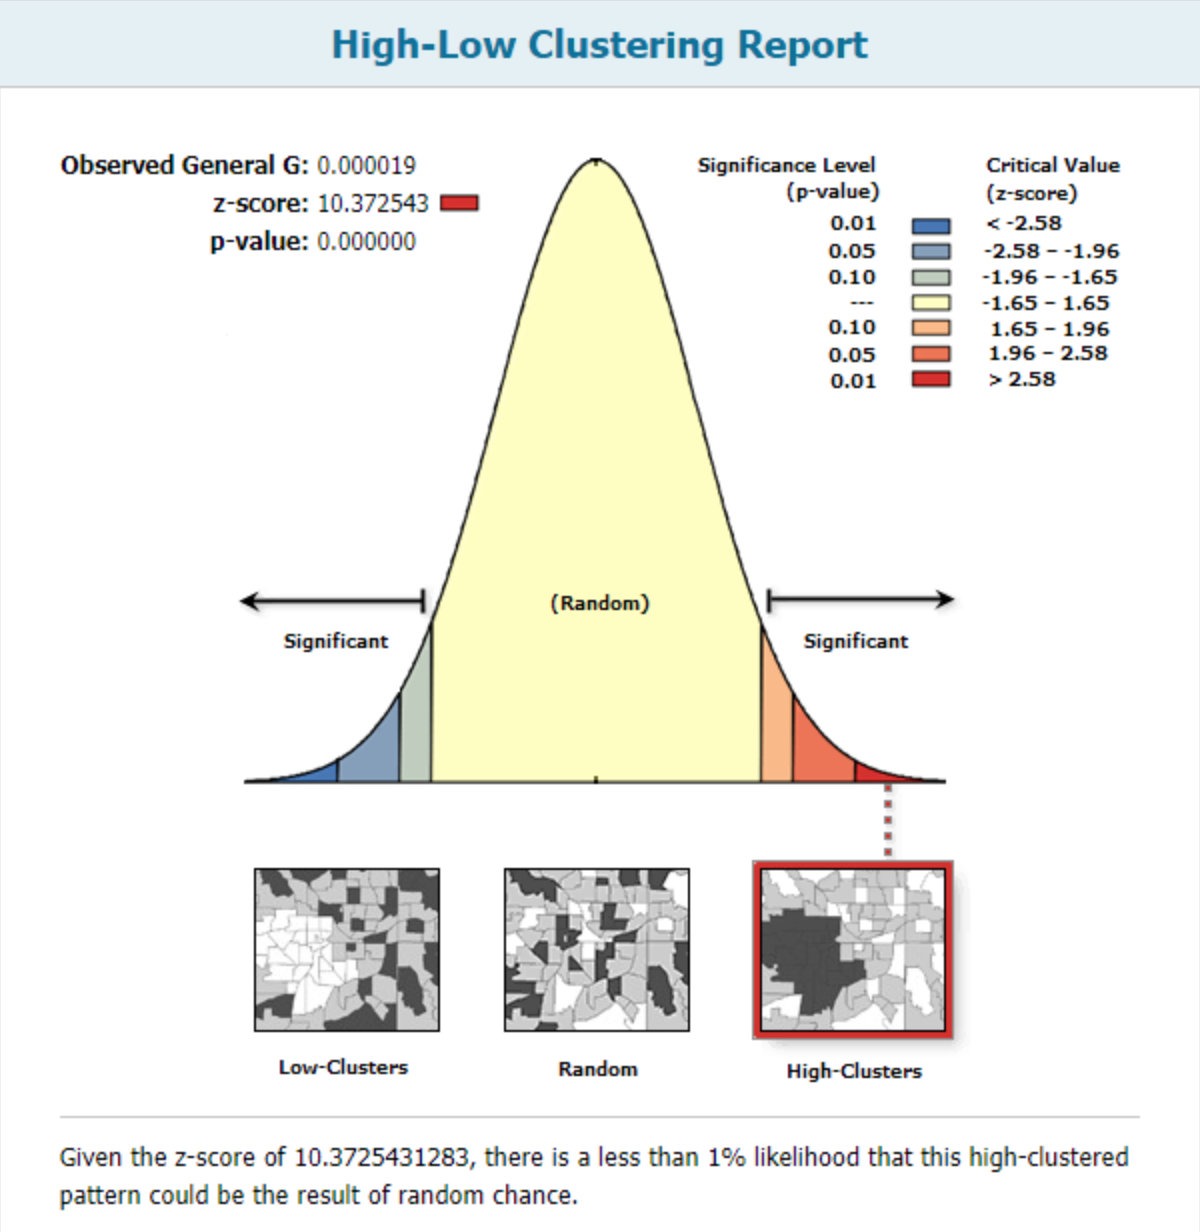 High-Low Clustering Report
Observed General G: 0.000019
z-score: 10.372543
p-value: 0.000000
Significance Level Critical Value
(p-value) (z-score)
0.01 < -2.58
0.05 -2.58 – -1.96
0.10 -1.96 – -1.65
--- -1.65 – 1.65
0.10 1.65 – 1.96
0.05 1.96 – 2.58
0.01 > 2.58
(Random)
Significant Significant
Low-Clusters Random High-Clusters
Given the z-score of 10.3725431283, there is a less than 1% likelihood that this high-clustered
pattern could be the result of random chance.